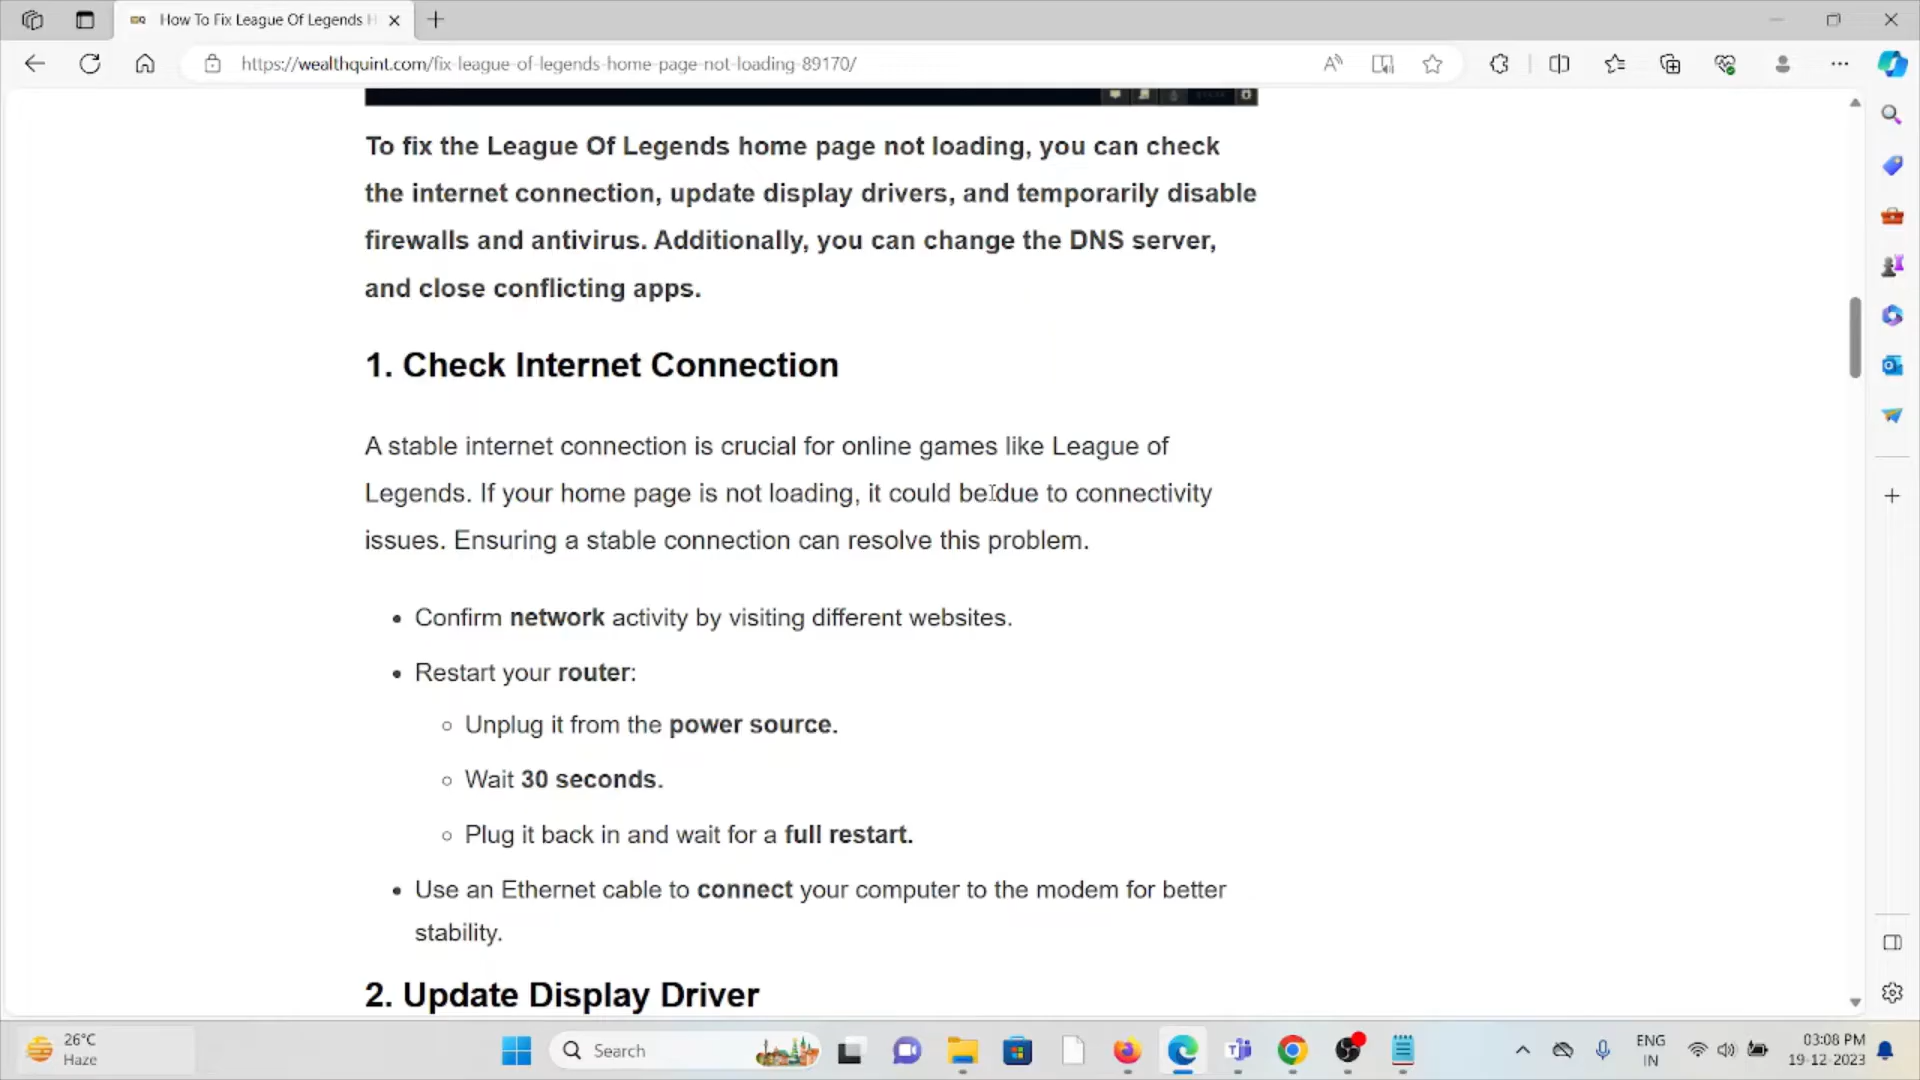 How To Fix League Of Legends H
https://wealthquint.com/fix-league-of-legends-home-page-not-loading-89170/
To fix the League Of Legends home page not loading, you can check
the internet connection, update display drivers, and temporarily disable
firewalls and antivirus. Additionally, you can change the DNS server,
and close conflicting apps.
1. Check Internet Connection
A stable internet connection is crucial for online games like League of
Legends. If your home page is not loading, it could be due to connectivity
issues. Ensuring a stable connection can resolve this problem.
• Confirm network activity by visiting different websites.
• Restart your router:
◦ Unplug it from the power source.
◦ Wait 30 seconds.
◦ Plug it back in and wait for a full restart.
• Use an Ethernet cable to connect your computer to the modem for better
stability.
2. Update Display Driver
26°C
Haze
Search
ENG
IN
03:08 PM
19-12-2023